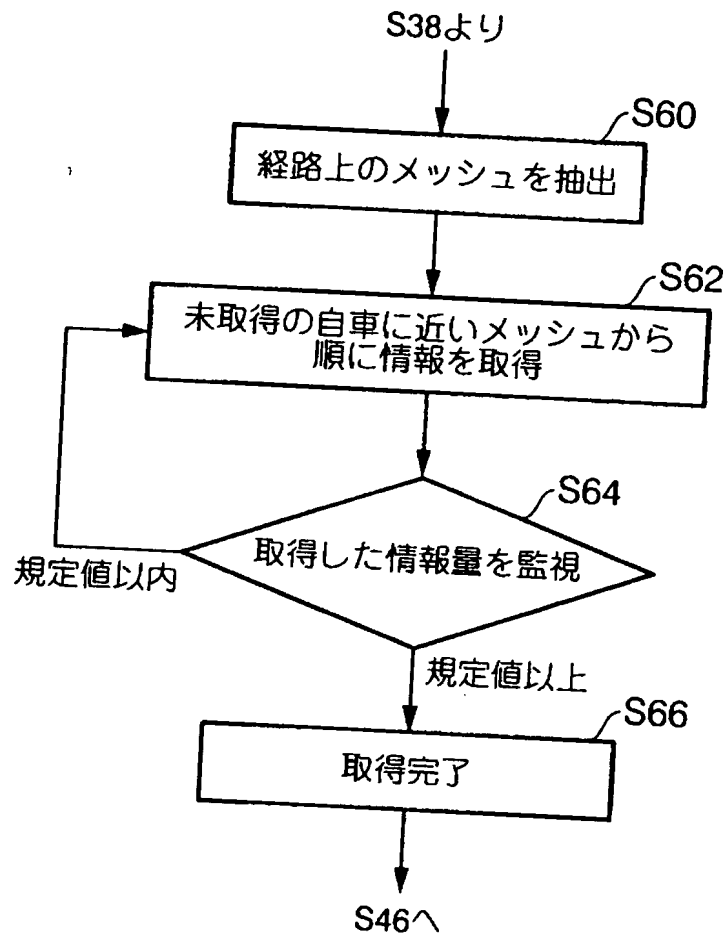 S38より
S60
経路上のメッシュを抽出
S62
未取得の自車に近いメッシュから
順に情報を取得
S64
取得した情報量を監視
規定値以内
規定値以上
S66
取得完了
S46へ